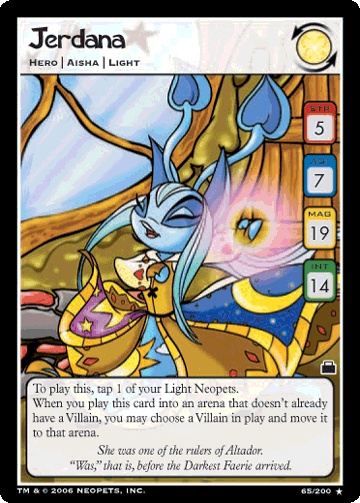 Jerdana
HERO | AISHA | LIGHT
STR
5
AGI
7
MAG
19
INT
14
To play this, tap 1 of your Light Neopets.
When you play this card into an arena that doesn't already
have a Villain, you may choose a Villain in play and move it
to that arena.
She was one of the rulers of Altador.
"Was," that is, before the Darkest Faerie arrived.
TM & © 2006 NEOPETS, INC.
65/200 ★